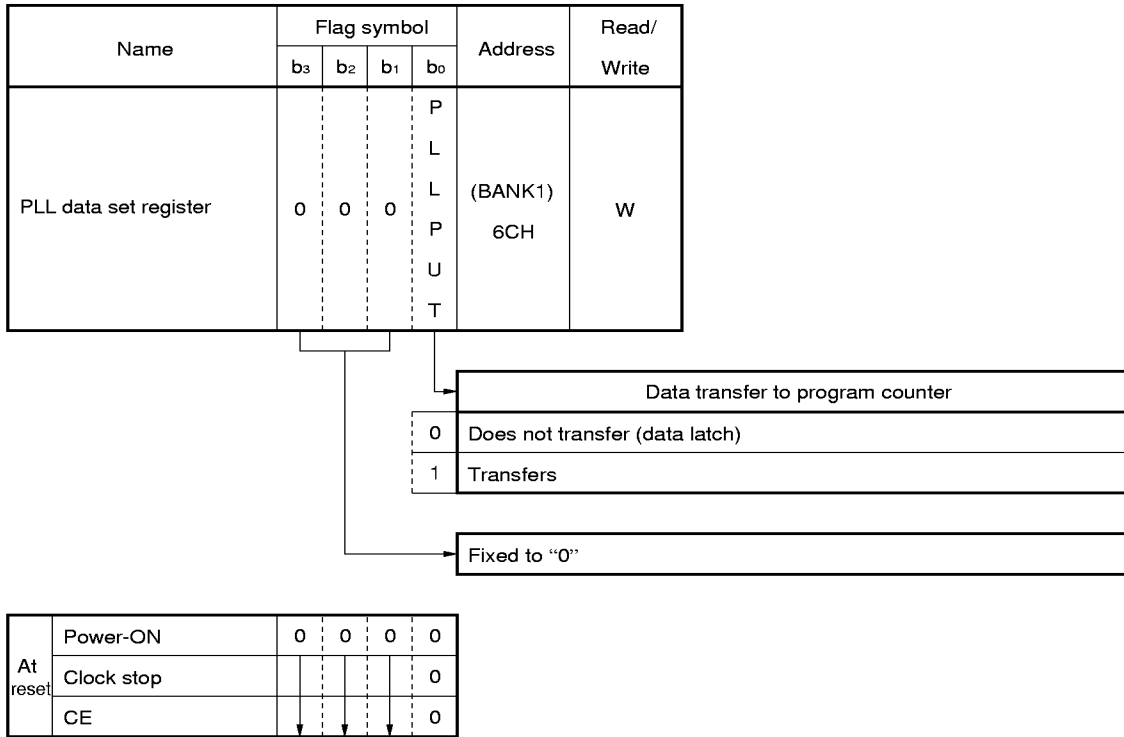 Name Flag symbol Address Read/
b3 b2 b1 b0 Write
PLL data set register 0 0 0 P L L P U T (BANK1) 6CH W
Data transfer to program counter
0 Does not transfer (data latch)
1 Transfers
Fixed to “0”
At reset Power-ON 0 0 0 0
Clock stop 0
CE 0